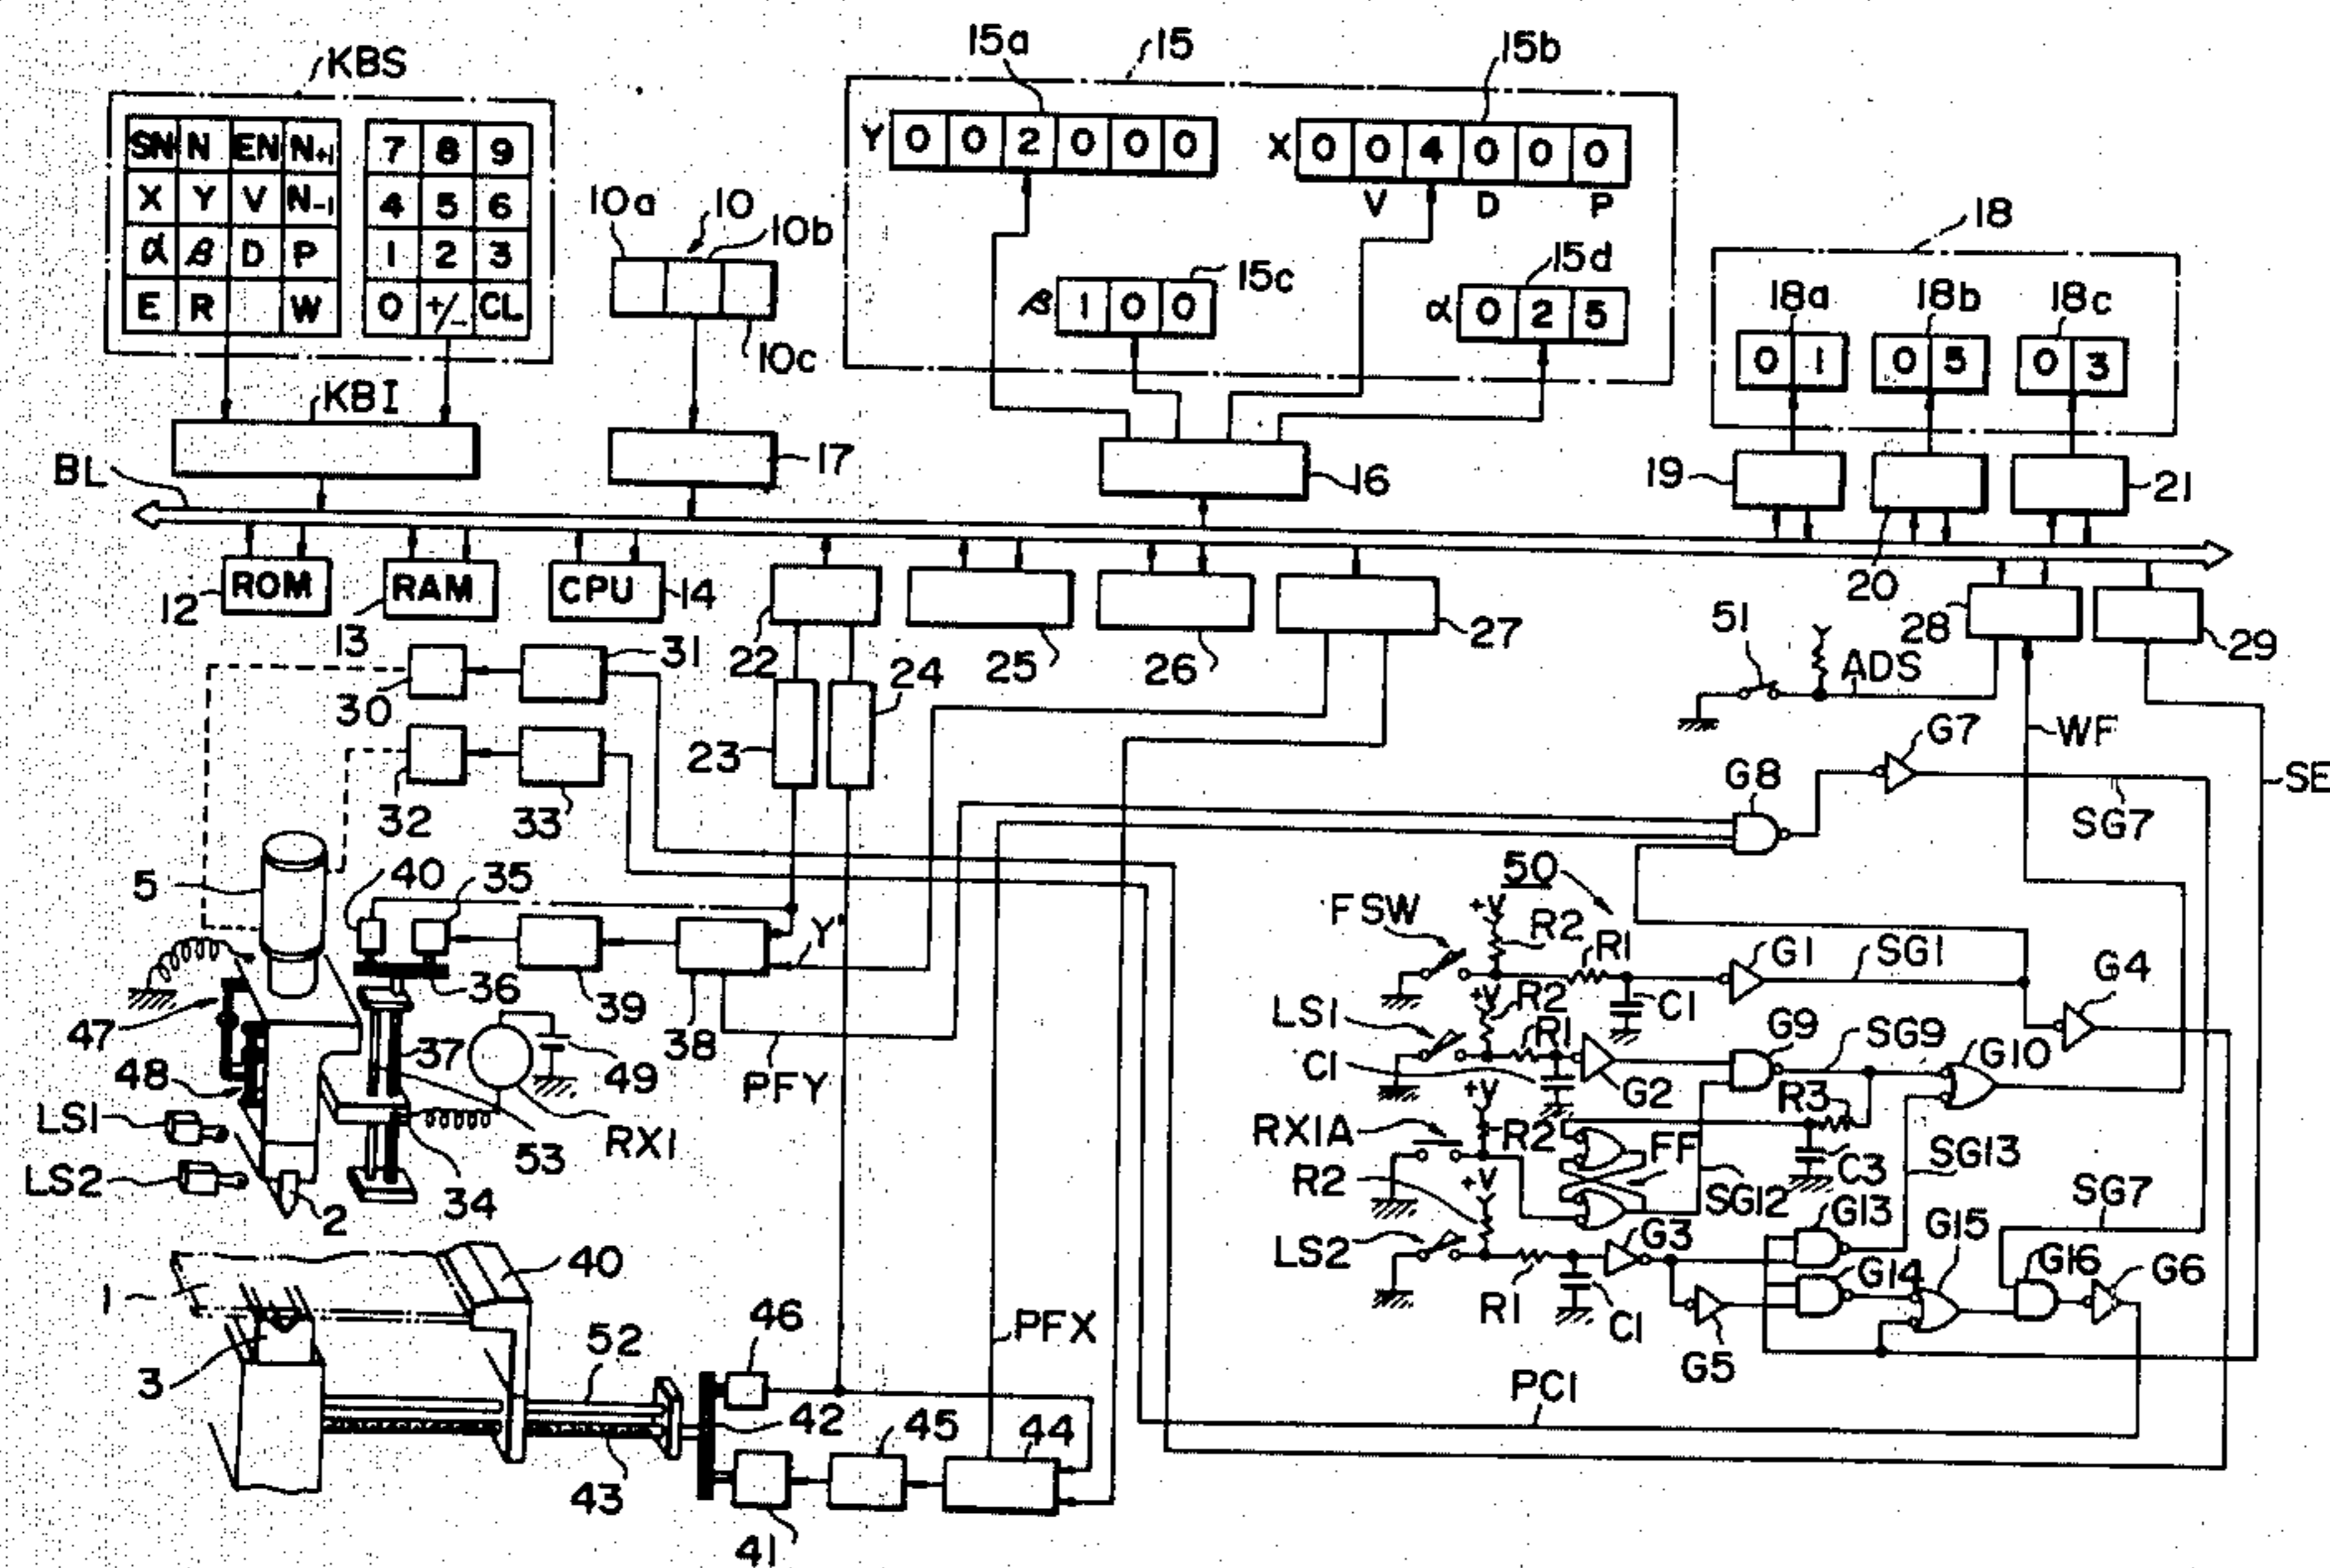 KBS
15a 15 15b
SN N EN N+1 7 8 9
X Y V N-1 4 5 6
α β D P 1 2 3
E R W 0 +/- CL
Y 0 0 2 0 0 0
X 0 0 4 0 0 0
V D P
10a 10 10b
10c
β 1 0 0 15c
α 0 2 5 15d
18
18a 18b 18c
0 1 0 5 0 3
KBI
BL
17
16
19
21
12 ROM
RAM
13
CPU 14
22
25
26
27
20
28
29
51
ADS
30
31
23
24
32
33
WF
G7
SE
G8
SG7
5
40
35
50
FSW
+V
R2
R1
G1
SG1
G4
Y'
36
39
38
47
C1
LS1
+V
R2
R1
G9
SG9
G10
37
49
PFY
48
C1
G2
+V
R3
LS1
RX1
RX1A
R2
FF
C3
SG13
53
LS2
2
34
R2
+V
SG12
G13
SG7
LS2
G3
G15
40
G14
G16
G6
1
R1
C1
G5
46
PFX
3
52
PC1
42
45
44
43
41